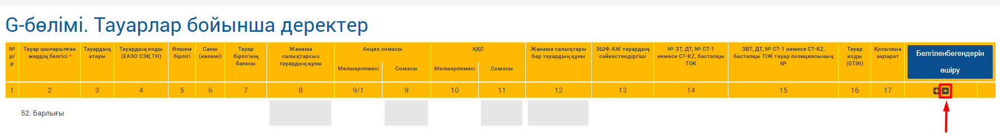 G-бөлімі. Тауарлар бойынша деректер
№ р/р
Тауар шығарылған жердің белгісі *
Тауардың атауы
Тауардың коды (ЕАЭО СЭҚ ТН)
Өлшем бірлігі
Саны (көлемі)
Тауар бірлігінің бағасы
Жанама салықтарсыз тауардың құны
Акциз сомасы
Мөлшерлемесі
Сомасы
ҚҚС
Мөлшерлемесі
Сомасы
Жанама салықтары бар тауардың құны
ЭШФ АЖ тауардың сәйкестендіргіші
№ ЗТ, ДТ, № СТ-1 немесе СТ-KZ, бастапқы ТІЖ
ЗВТ, ДТ, № СТ-1 немесе СТ-KZ, бастапқы ТІЖ тауар позициясының №
Тауар коды (GTIN)
Қосымша ақпарат
Белгіленбегендерін өшіру
1 2 3 4 5 6 7 8 9/1 9 10 11 12 13 14 15 16 17
52. Барлығы